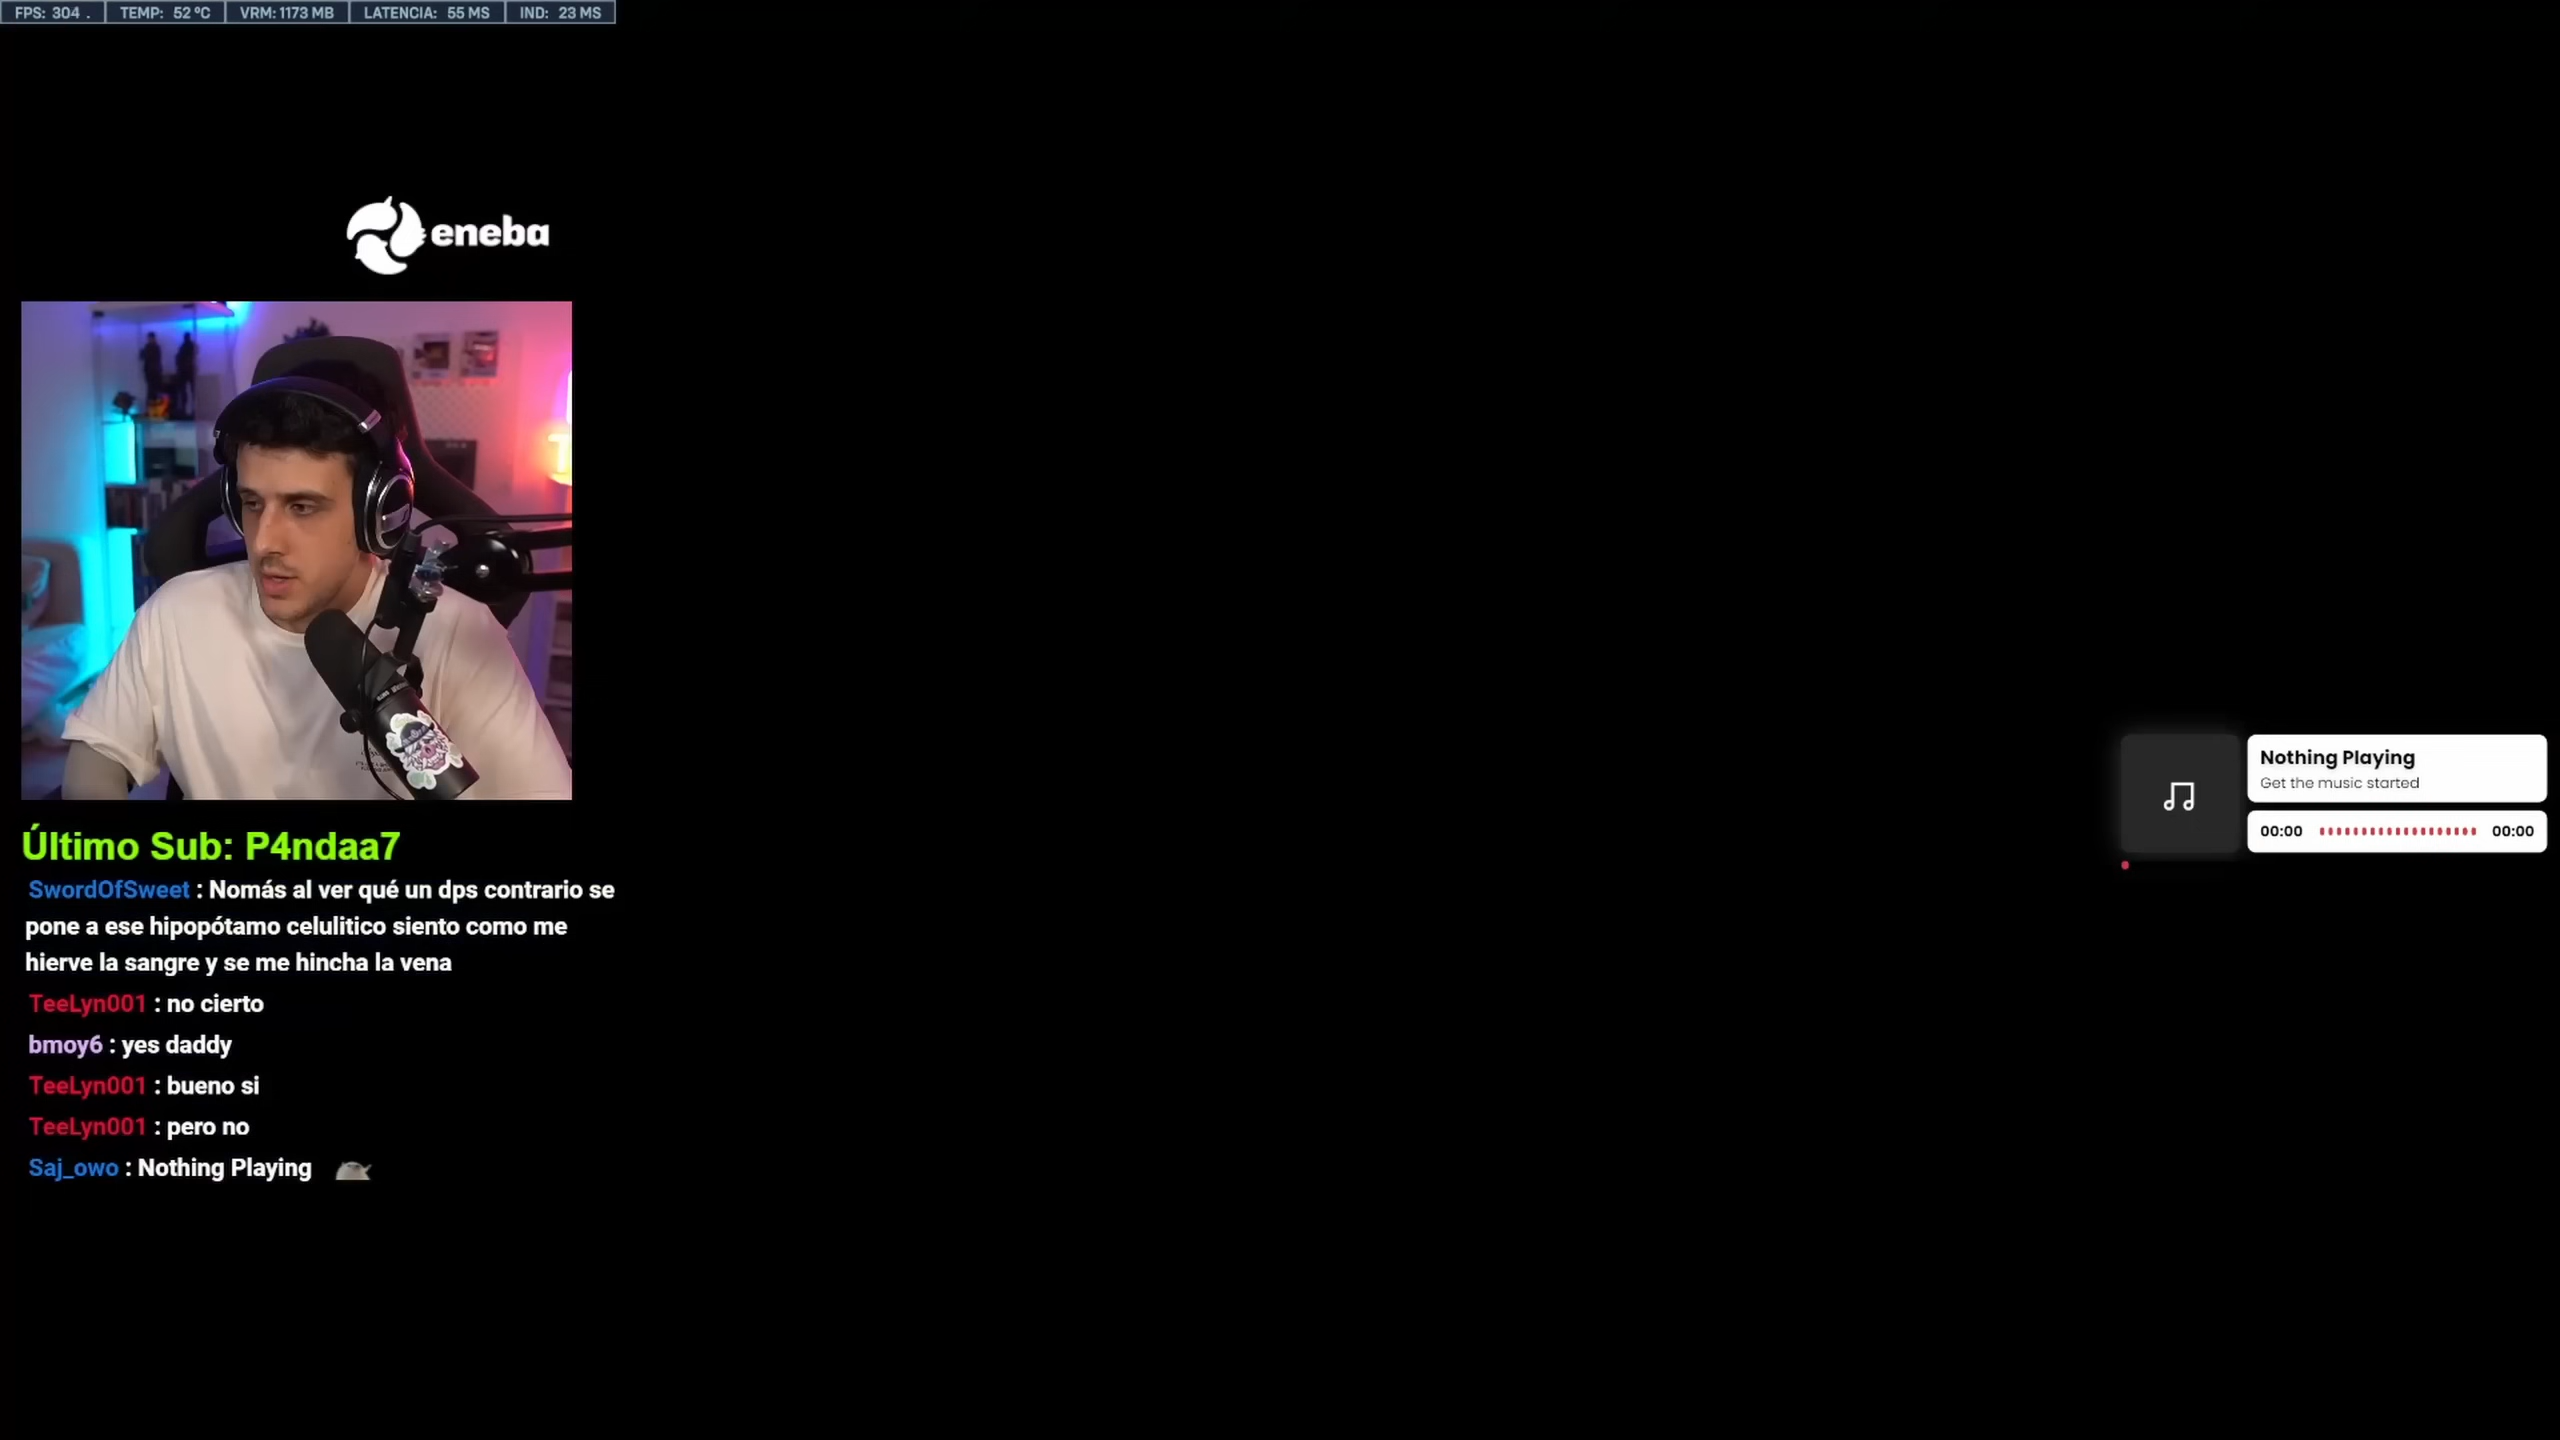 FPS: 304 . TEMP: 52 ºC VRM: 1173 MB LATENCIA: 55 MS IND: 23 MS
eneba
Último Sub: P4ndaa7
SwordOfSweet : Nomás al ver qué un dps contrario se
pone a ese hipopótamo celulitico siento como me
hierve la sangre y se me hincha la vena
TeeLyn001 : no cierto
bmoy6 : yes daddy
TeeLyn001 : bueno si
TeeLyn001 : pero no
Saj_owo : Nothing Playing
Nothing Playing
Get the music started
00:00 00:00